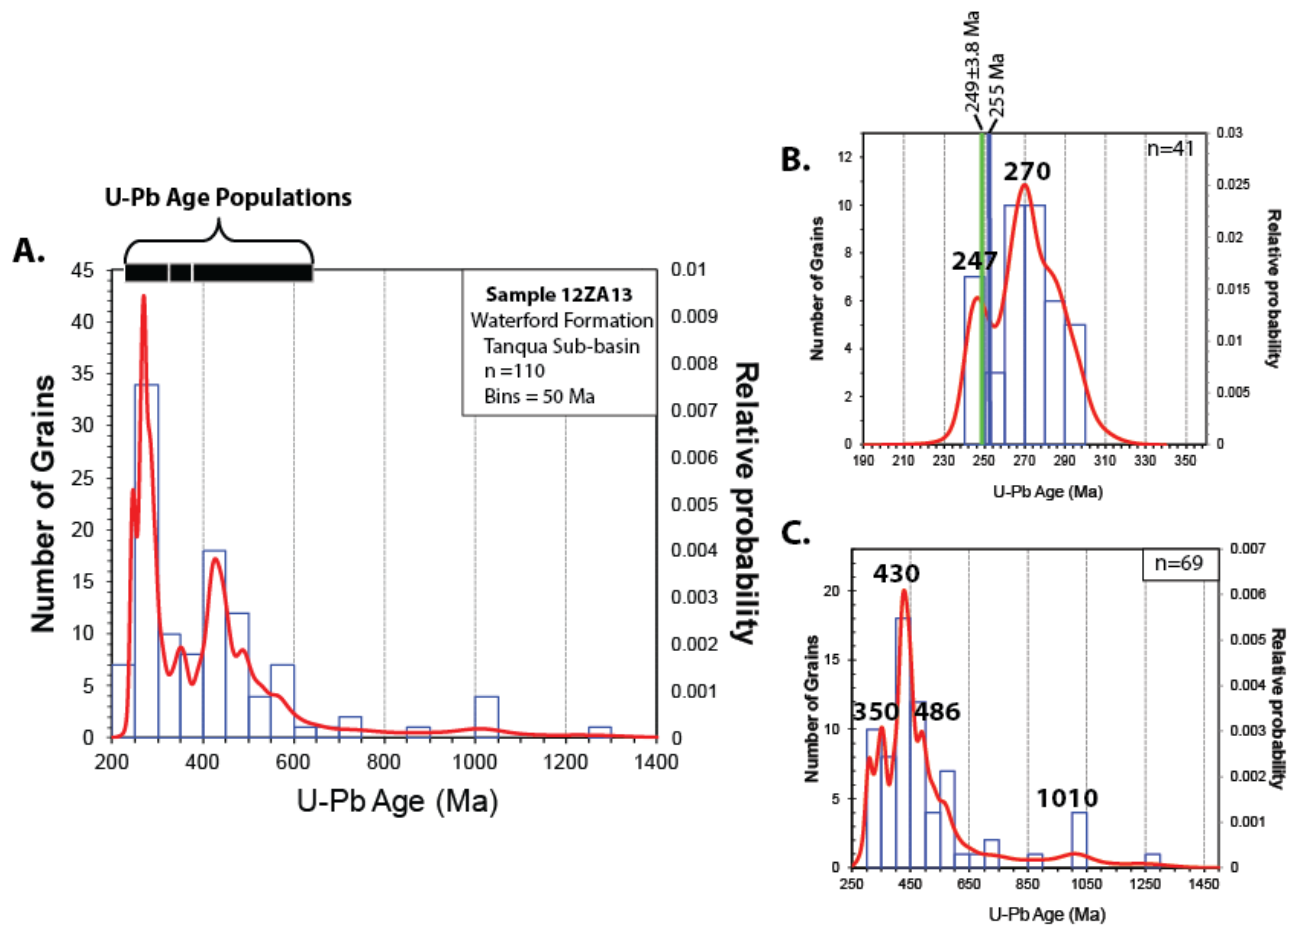 U-Pb Age Populations
A.
45
40
35
30
25
20
15
10
5
0
Number of Grains
0.01
0.009
0.008
0.007
0.006
0.005
0.004
0.003
0.002
0.001
0
Relative probability
Sample 12ZA13
Waterford Formation
Tanqua Sub-basin
n =110
Bins = 50 Ma
200 400 600 800 1000 1200 1400
U-Pb Age (Ma)
B.
249±3.8 Ma
255 Ma
n=41
270
247
12
10
8
6
4
2
0
Number of Grains
0.03
0.025
0.02
0.015
0.01
0.005
0
Relative probability
190 210 230 250 270 290 310 330 350
U-Pb Age (Ma)
C.
n=69
430
350
486
1010
20
15
10
5
0
Number of Grains
0.007
0.006
0.005
0.004
0.003
0.002
0.001
0
Relative probability
250 450 650 850 1050 1250 1450
U-Pb Age (Ma)